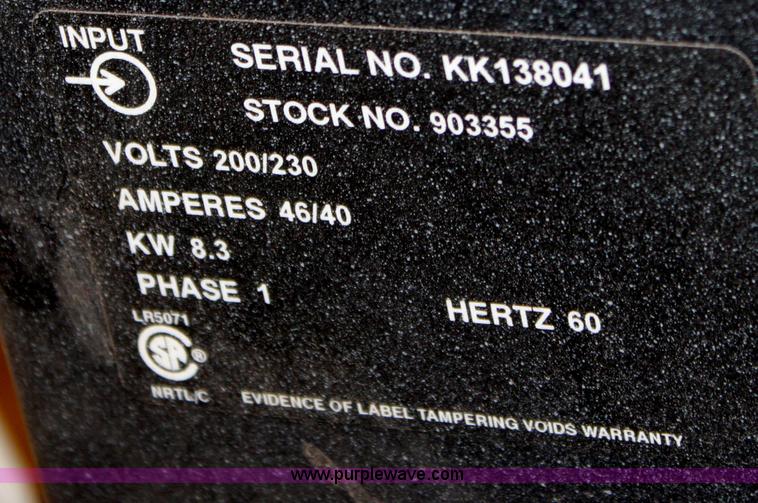 INPUT
SERIAL NO. KK138041
STOCK NO. 903355
VOLTS 200/230
AMPERES 46/40
KW 8.3
PHASE 1
HERTZ 60
LR5071
SA ®
NRTL/C
EVIDENCE OF LABEL TAMPERING VOIDS WARRANTY
www.purplewave.com